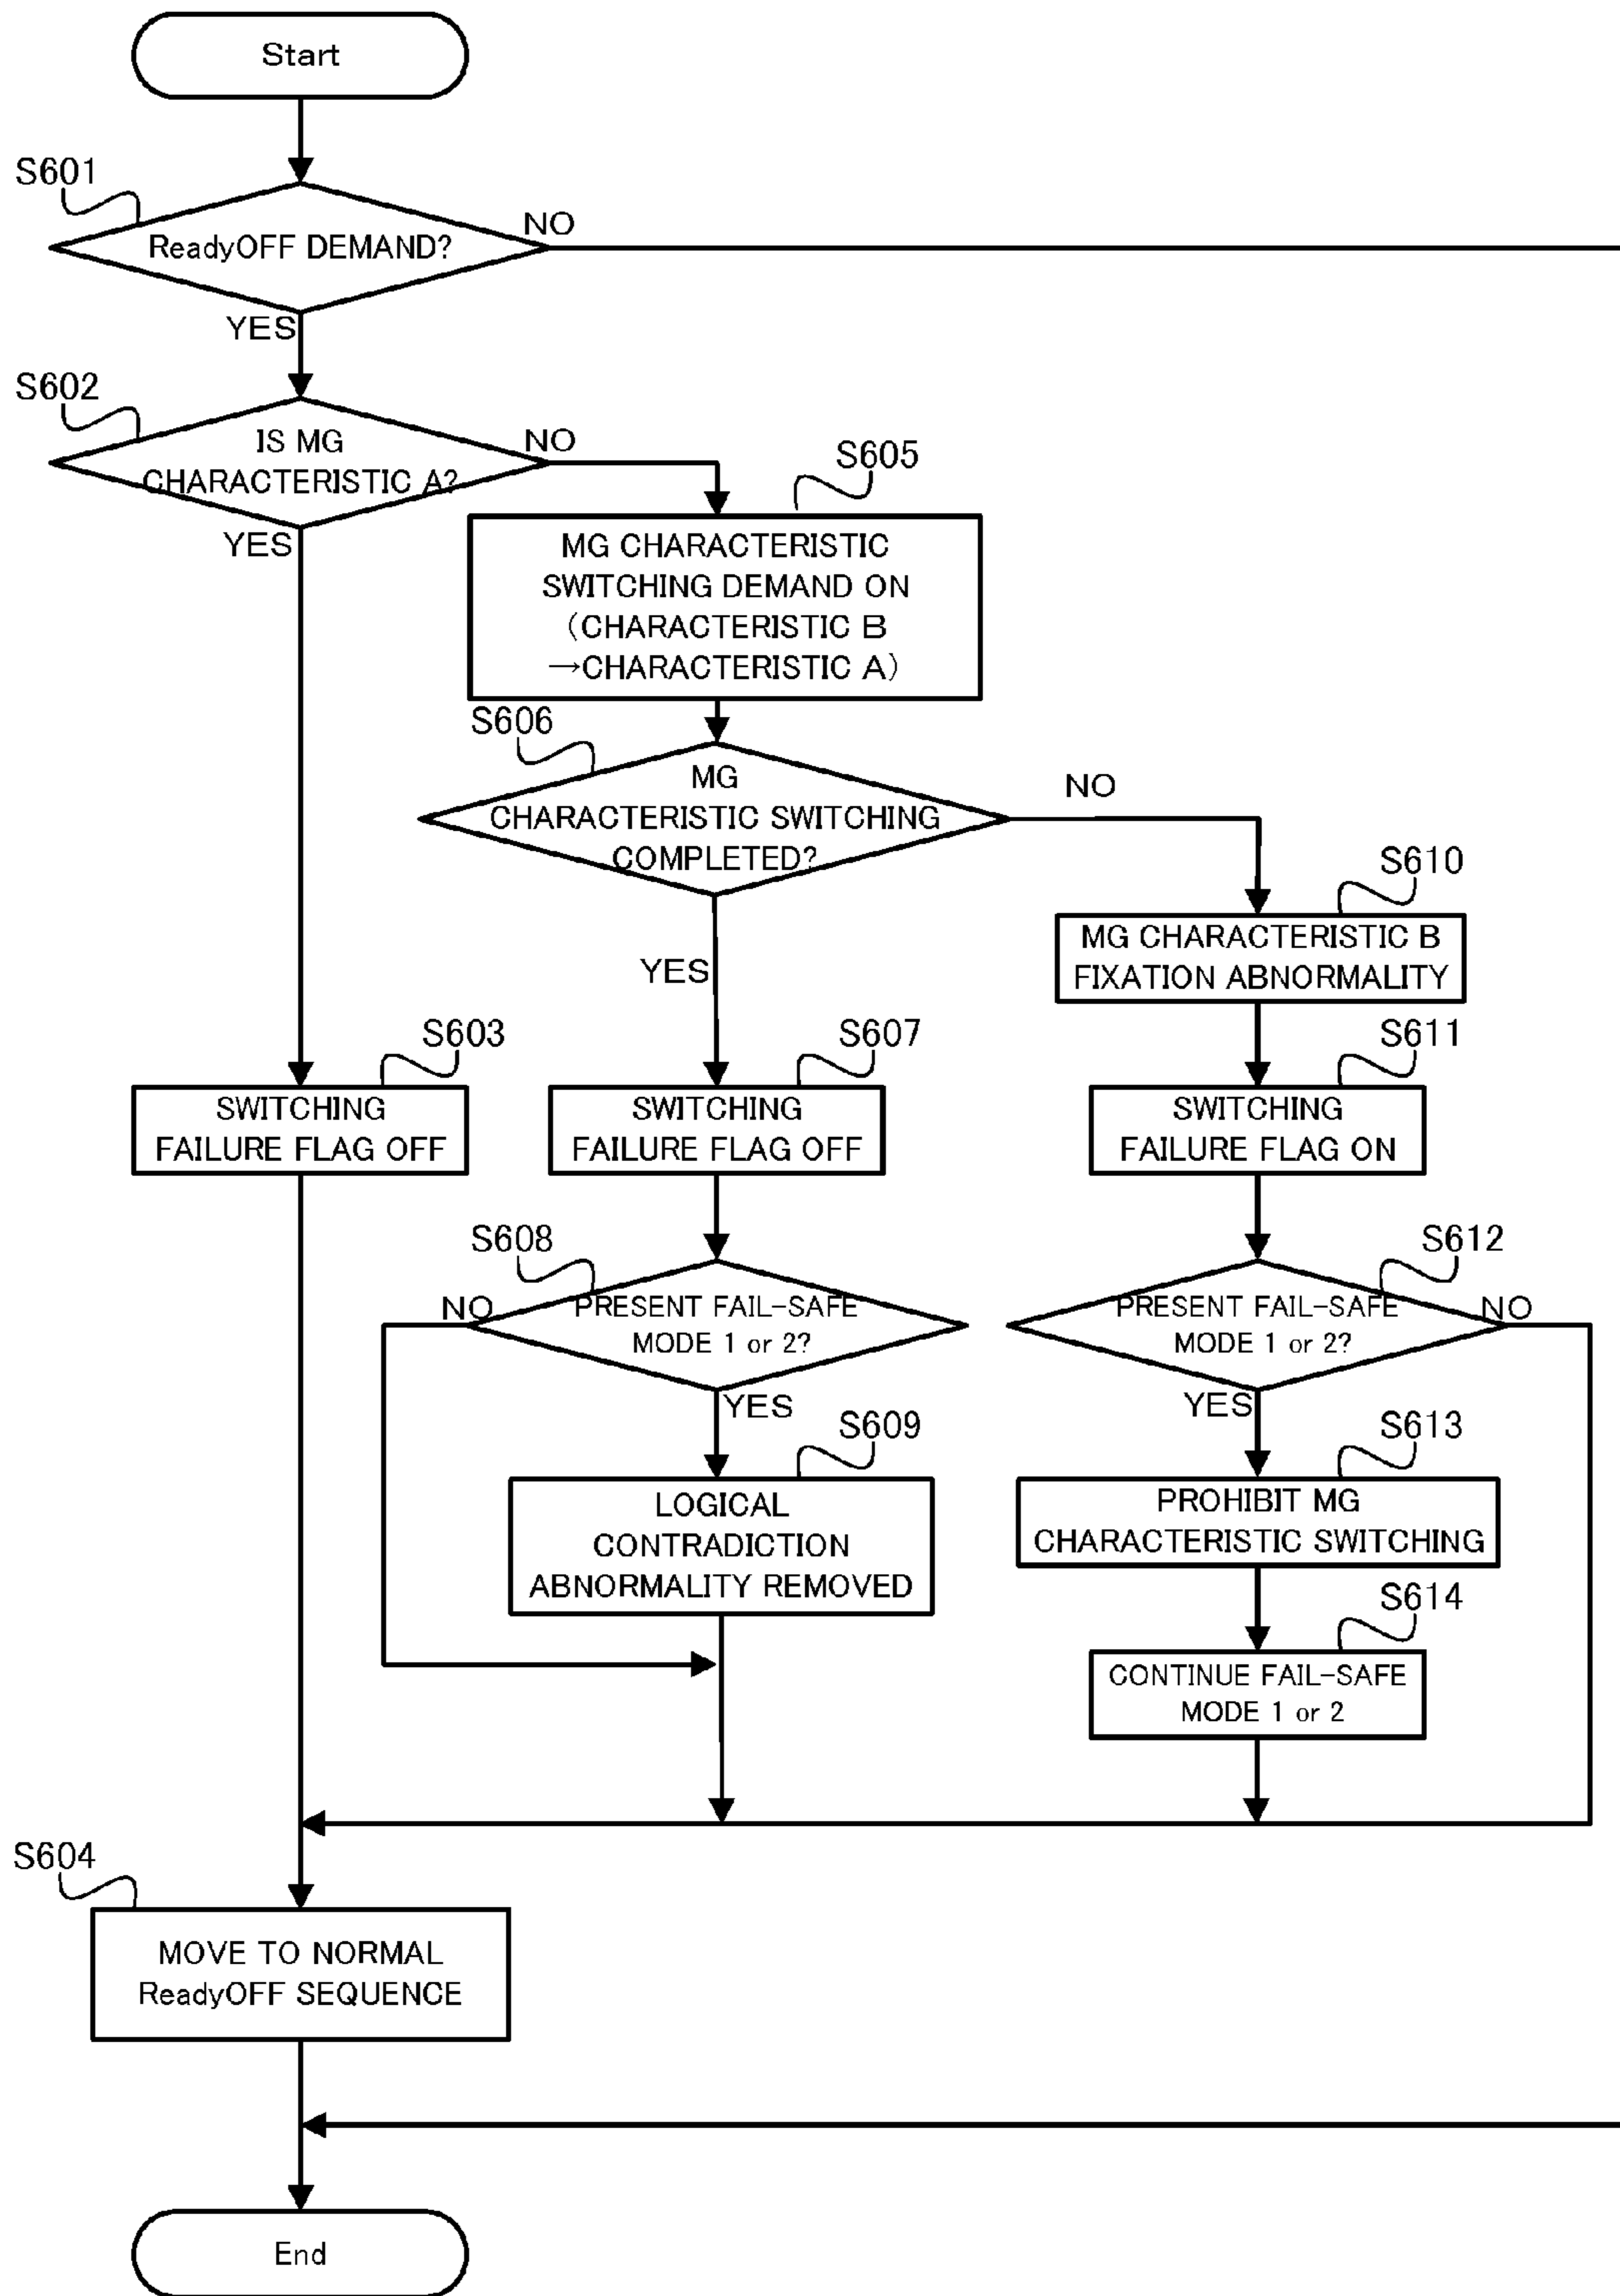 Start
S601
ReadyOFF DEMAND?
NO
YES
S602
IS MG
CHARACTERISTIC A?
NO
YES
S605
MG CHARACTERISTIC
SWITCHING DEMAND ON
(CHARACTERISTIC B
→CHARACTERISTIC A)
S606
MG
CHARACTERISTIC SWITCHING
COMPLETED?
NO
YES
S610
MG CHARACTERISTIC B
FIXATION ABNORMALITY
S603
SWITCHING
FAILURE FLAG OFF
S607
SWITCHING
FAILURE FLAG OFF
S611
SWITCHING
FAILURE FLAG ON
S608
NO
PRESENT FAIL-SAFE
MODE 1 or 2?
YES
S612
PRESENT FAIL-SAFE
MODE 1 or 2?
NO
YES
S609
LOGICAL
CONTRADICTION
ABNORMALITY REMOVED
S613
PROHIBIT MG
CHARACTERISTIC SWITCHING
S614
CONTINUE FAIL-SAFE
MODE 1 or 2
S604
MOVE TO NORMAL
ReadyOFF SEQUENCE
End